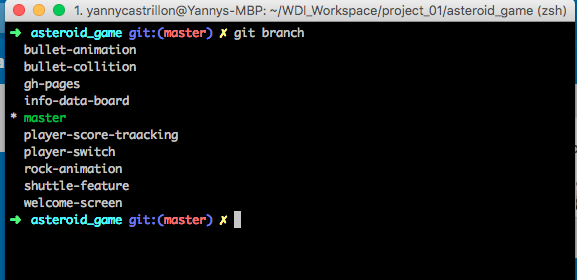 1. yannycastrillon@Yannys-MBP: ~/WDI_Workspace/project_01/asteroid_game (zsh)
➜ asteroid_game git:(master) ✗ git branch
bullet-animation
bullet-collition
gh-pages
info-data-board
* master
player-score-traacking
player-switch
rock-animation
shuttle-feature
welcome-screen
➜ asteroid_game git:(master) ✗